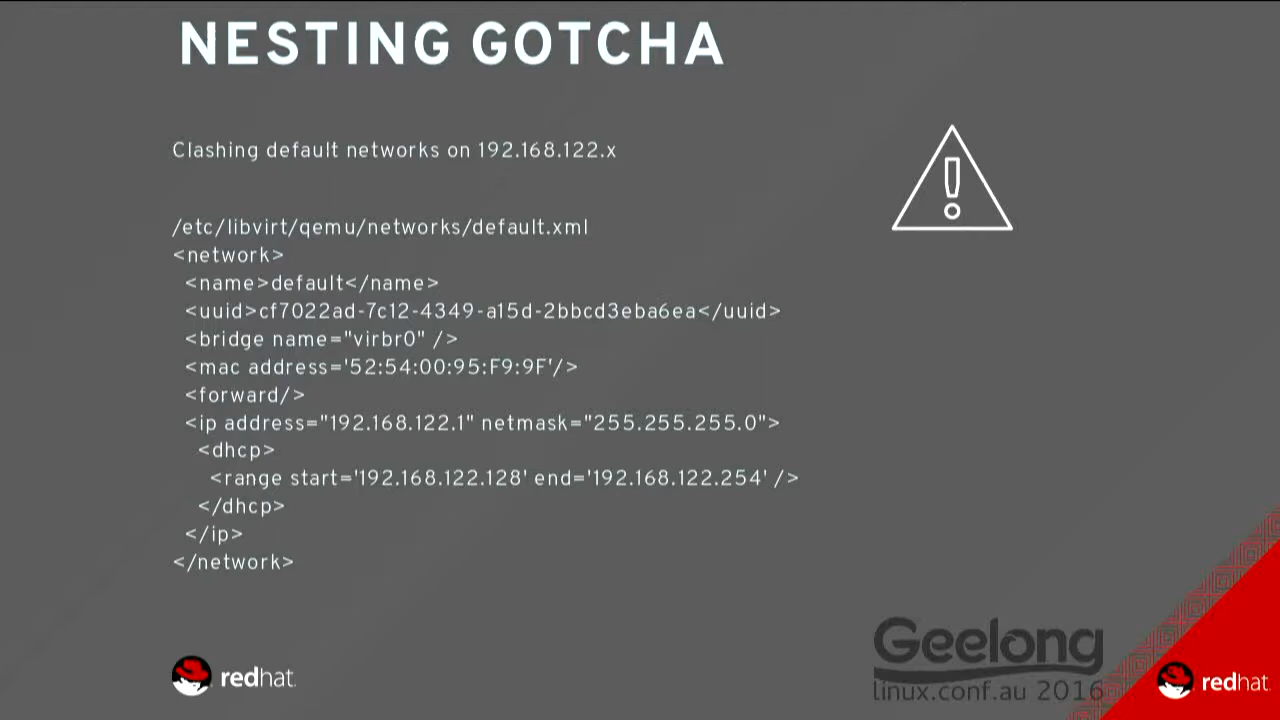 NESTING GOTCHA
Clashing default networks on 192.168.122.x
/etc/libvirt/qemu/networks/default.xml
<network>
  <name>default</name>
  <uuid>cf7022ad-7c12-4349-a15d-2bbcd3eba6ea</uuid>
  <bridge name="virbr0" />
  <mac address='52:54:00:95:F9:9F'/>
  <forward/>
  <ip address="192.168.122.1" netmask="255.255.255.0">
    <dhcp>
      <range start='192.168.122.128' end='192.168.122.254' />
    </dhcp>
  </ip>
</network>
Geelong
linux.conf.au 2016
redhat.
redhat.